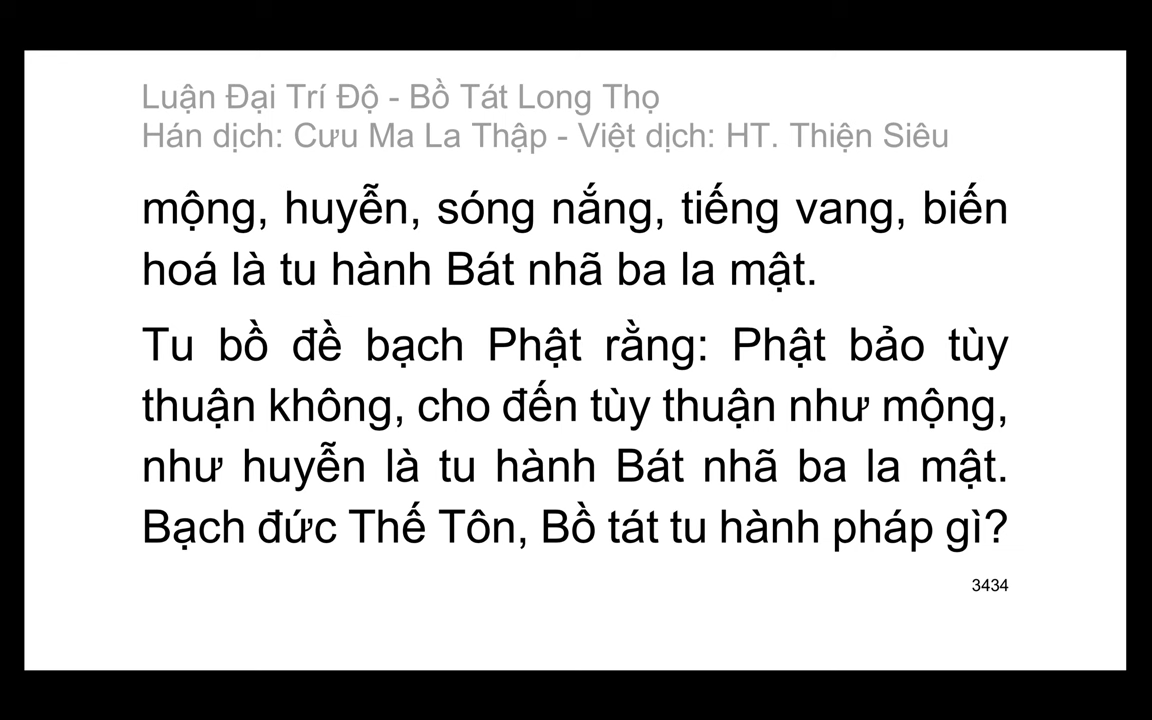 Luận Đại Trí Độ - Bồ Tát Long Thọ
Hán dịch: Cưu Ma La Thập - Việt dịch: HT. Thiện Siêu
mộng, huyễn, sóng nắng, tiếng vang, biến
hoá là tu hành Bát nhã ba la mật.
Tu bồ đề bạch Phật rằng: Phật bảo tùy
thuận không, cho đến tùy thuận như mộng,
như huyễn là tu hành Bát nhã ba la mật.
Bạch đức Thế Tôn, Bồ tát tu hành pháp gì?
3434